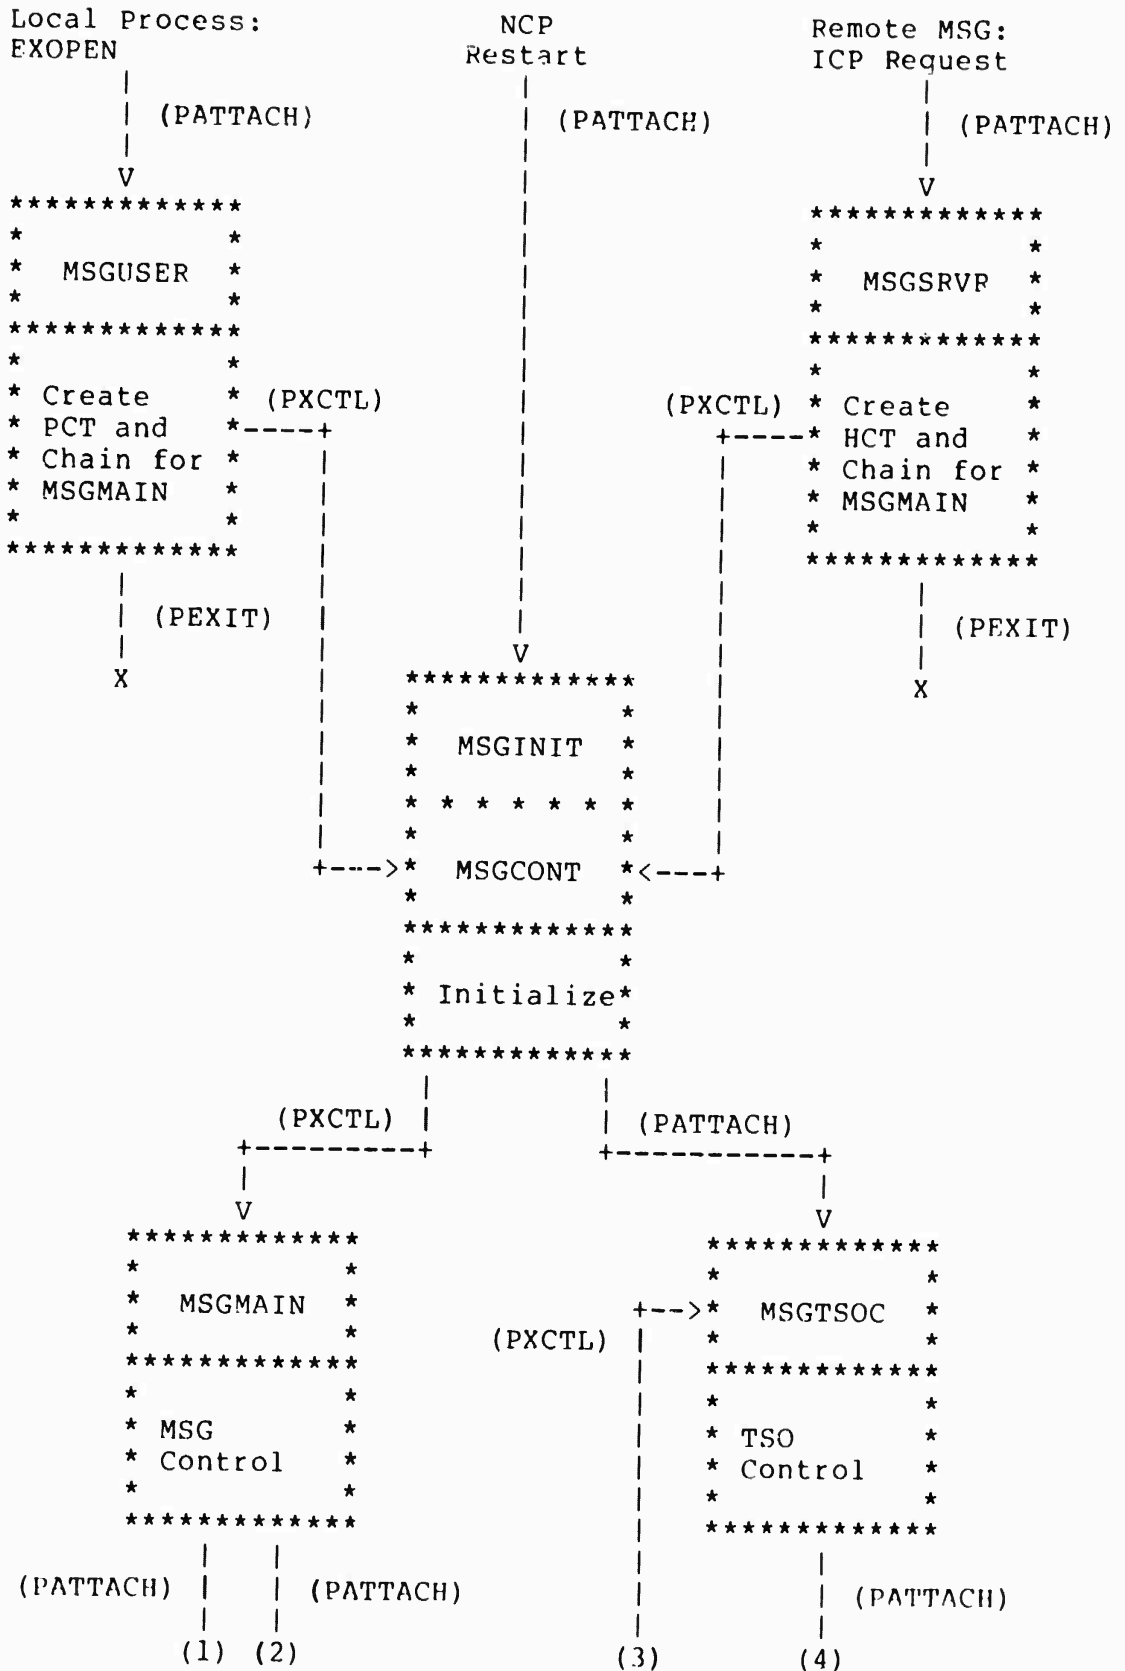 Local Process:
EXOPEN
NCP
Restart
Remote MSG:
ICP Request
(PATTACH)
(PATTACH)
(PATTACH)
MSGUSER
MSGSRVR
Create
PCT and
Chain for
MSGMAIN
(PXCTL)
(PXCTL)
Create
HCT and
Chain for
MSGMAIN
(PEXIT)
(PEXIT)
X
X
MSGINIT
MSGCONT
Initialize
(PXCTL)
(PATTACH)
MSGMAIN
MSGTSOC
(PXCTL)
MSG
Control
TSO
Control
(PATTACH)
(PATTACH)
(PATTACH)
(1) (2)
(3)
(4)